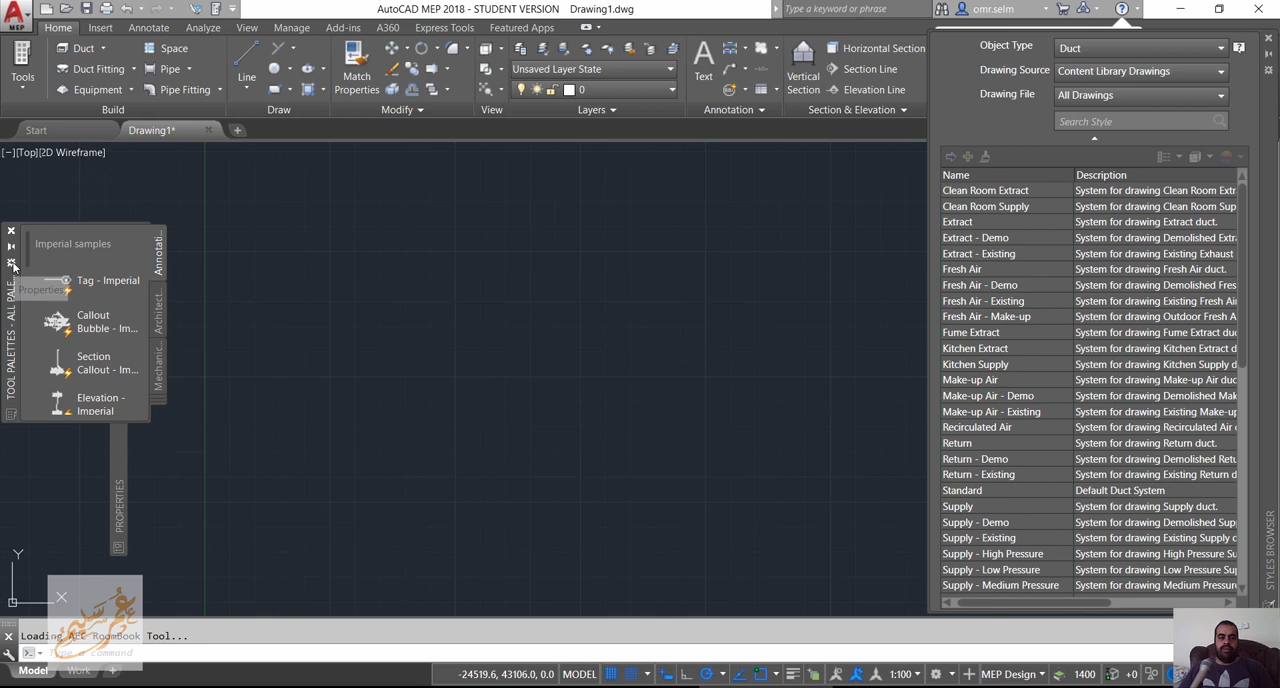 AutoCAD MEP 2018 - STUDENT VERSION Drawing1.dwg
Type a keyword or phrase
omr.selm
MEP
Home Insert Annotate Analyze View Manage Add-ins A360 Express Tools Featured Apps
Tools
Duct
Duct Fitting
Equipment
Space
Pipe
Pipe Fitting
Build
Line
Draw
Match
Properties
Modify
View
Unsaved Layer State
0
Layers
Text
Annotation
Vertical
Section
Horizontal Section
Section Line
Elevation Line
Section & Elevation
Start
Drawing1*
[−][Top][2D Wireframe]
Imperial samples
Tag - Imperial
Properties
Callout
Bubble - Im...
Section
Callout - Im...
Elevation -
Imperial
Annotati...
Architect...
Mechanic...
TOOL PALETTES - ALL PALE...
PROPERTIES
Y
X
عمر سليم
Object Type
Duct
Drawing Source
Content Library Drawings
Drawing File
All Drawings
Search Style
Name Description
Clean Room Extract System for drawing Clean Room Extr
Clean Room Supply System for drawing Clean Room Sup
Extract System for drawing Extract duct.
Extract - Demo System for drawing Demolished Extr
Extract - Existing System for drawing Existing Exhaust
Fresh Air System for drawing Fresh Air duct.
Fresh Air - Demo System for drawing Demolished Fres
Fresh Air - Existing System for drawing Existing Fresh Ai
Fresh Air - Make-up System for drawing Outdoor Fresh A
Fume Extract System for drawing Fume Extract duc
Kitchen Extract System for drawing Kitchen Extract d
Kitchen Supply System for drawing Kitchen Supply d
Make-up Air System for drawing Make-up Air duc
Make-up Air - Demo System for drawing Demolished Mak
Make-up Air - Existing System for drawing Existing Make-up
Recirculated Air System for drawing Recirculated Air d
Return System for drawing Return duct.
Return - Demo System for drawing Demolished Retu
Return - Existing System for drawing Existing Return d
Standard Default Duct System
Supply System for drawing Supply duct.
Supply - Demo System for drawing Demolished Sup
Supply - Existing System for drawing Existing Supply d
Supply - High Pressure System for drawing High Pressure Su
Supply - Low Pressure System for drawing Low Pressure Sup
Supply - Medium Pressure System for drawing Medium Pressure
STYLES BROWSER
Loading AEC RoomBook Tool...
Type a command
Model
Work
-24519.6, 43106.0, 0.0 MODEL
1:100
MEP Design
1400
+0